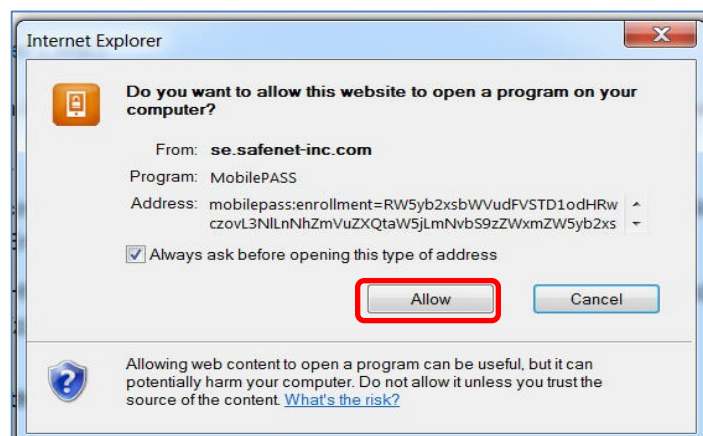 Internet Explorer
Do you want to allow this website to open a program on your
computer?
From: se.safenet-inc.com
Program: MobilePASS
Address: mobilepass:enrollment=RW5yb2xsbWVudFVSTD1odHRw
czovL3NlLnNhZmVuZXQtaW5jLmNvbS9zZWxmZW5yb2xs
Always ask before opening this type of address
Allow Cancel
Allowing web content to open a program can be useful, but it can
potentially harm your computer. Do not allow it unless you trust the
source of the content. What's the risk?